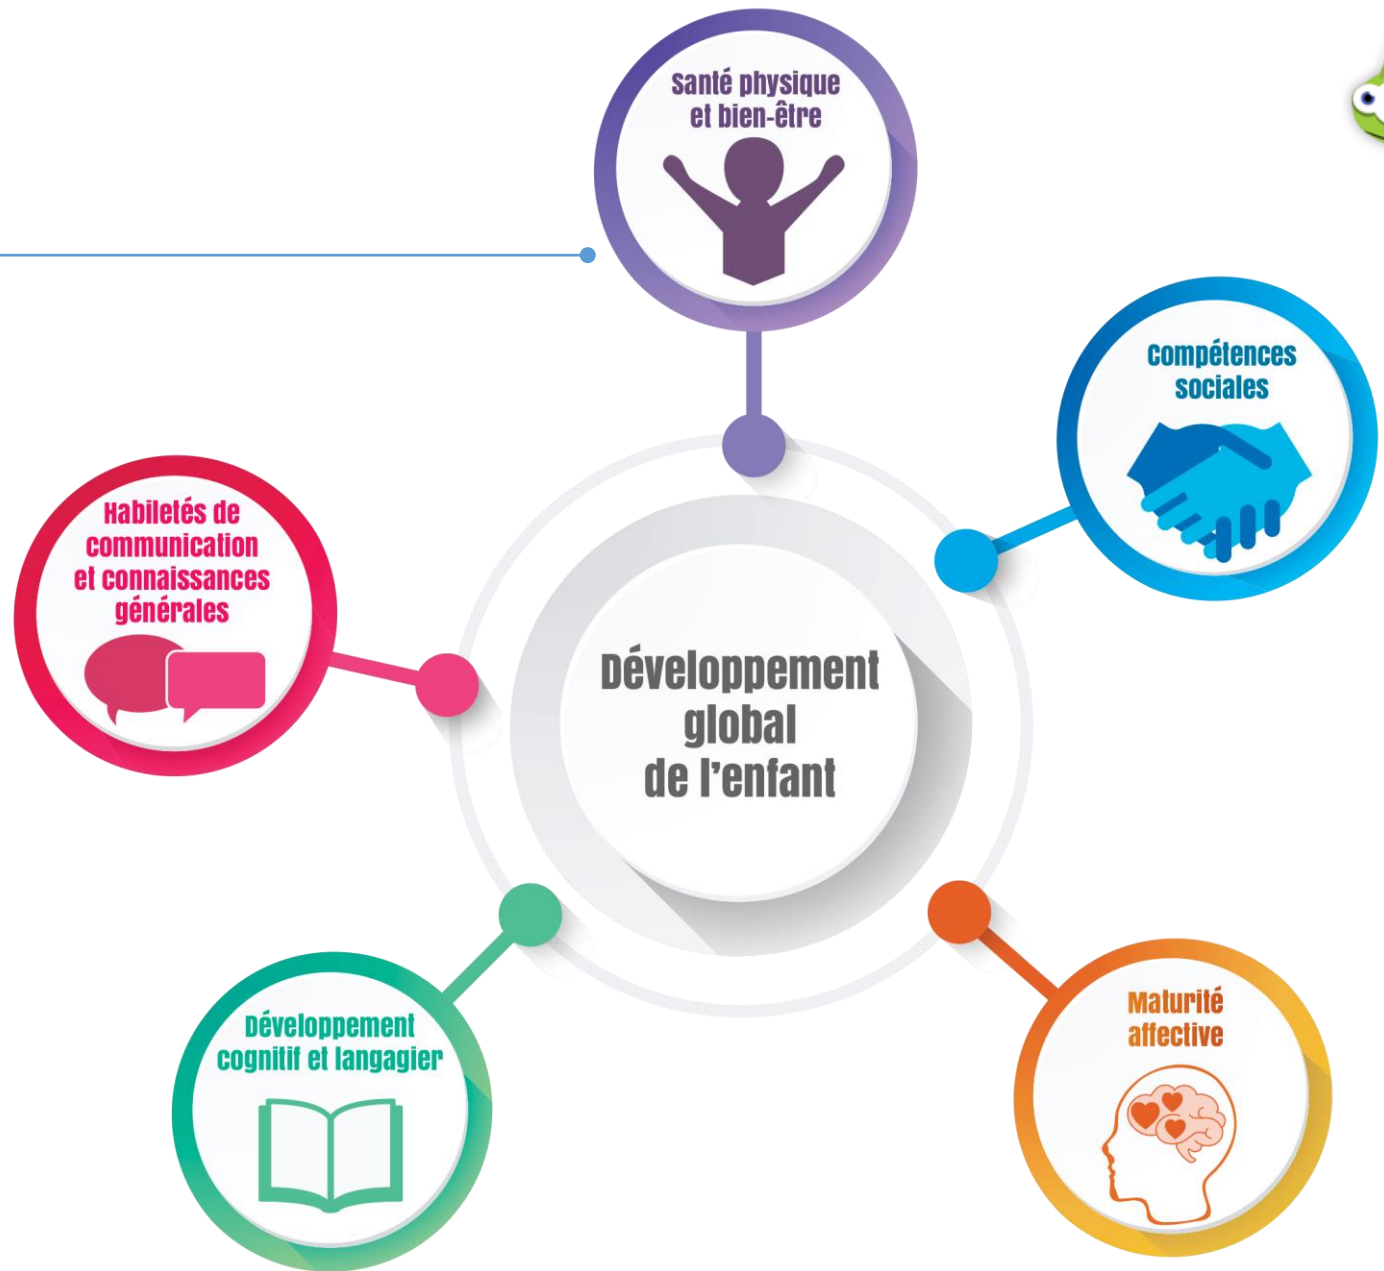 Santé physique
et bien-être
Compétences
sociales
Habiletés de
communication
et connaissances
générales
Développement
global
de l'enfant
Développement
cognitif et langagier
Maturité
affective